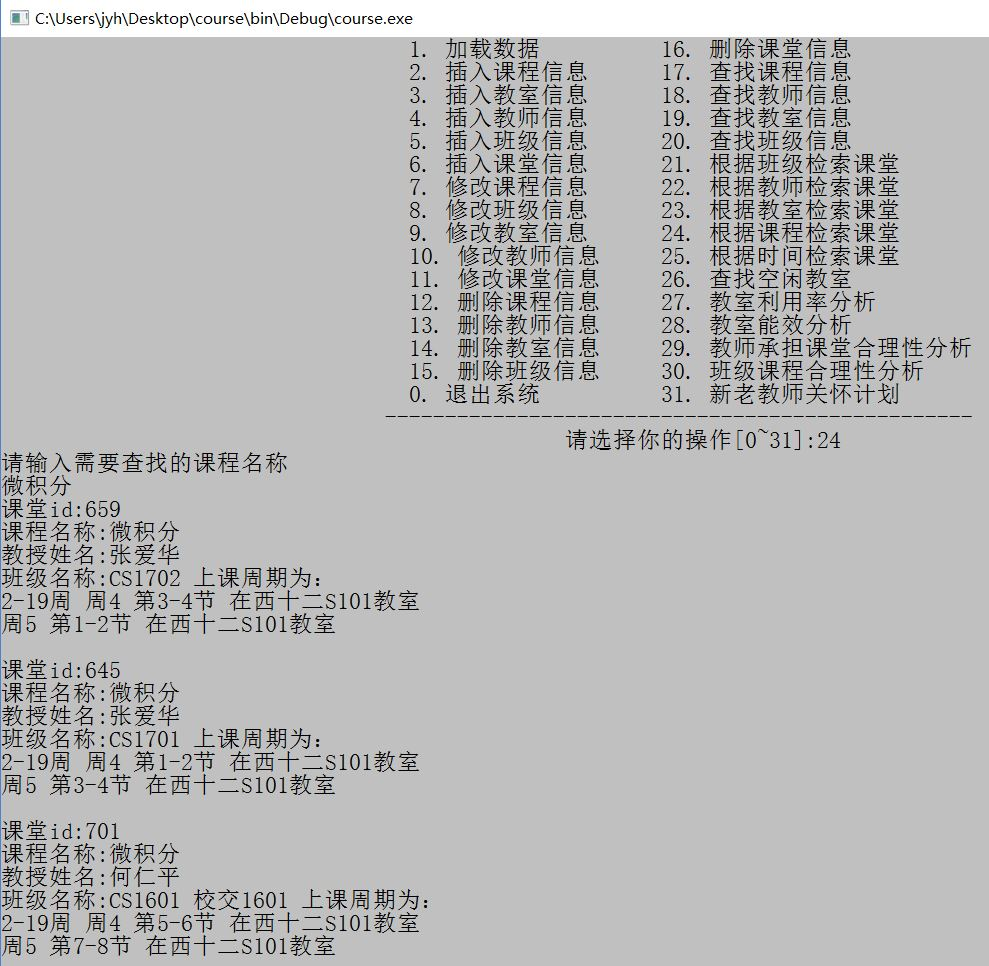 C:\Users\jyh\Desktop\course\bin\Debug\course.exe
1. 加载数据 16. 删除课堂信息
2. 插入课程信息 17. 查找课程信息
3. 插入教室信息 18. 查找教师信息
4. 插入教师信息 19. 查找教室信息
5. 插入班级信息 20. 查找班级信息
6. 插入课堂信息 21. 根据班级检索课堂
7. 修改课程信息 22. 根据教师检索课堂
8. 修改班级信息 23. 根据教室检索课堂
9. 修改教室信息 24. 根据课程检索课堂
10. 修改教师信息 25. 根据时间检索课堂
11. 修改课堂信息 26. 查找空闲教室
12. 删除课程信息 27. 教室利用率分析
13. 删除教师信息 28. 教室能效分析
14. 删除教室信息 29. 教师承担课堂合理性分析
15. 删除班级信息 30. 班级课程合理性分析
0. 退出系统 31. 新老教师关怀计划
-------------------------------------------------
请选择你的操作[0~31]:24
请输入需要查找的课程名称
微积分
课堂id:659
课程名称:微积分
教授姓名:张爱华
班级名称:CS1702 上课周期为:
2-19周 周4 第3-4节 在西十二S101教室
周5 第1-2节 在西十二S101教室
课堂id:645
课程名称:微积分
教授姓名:张爱华
班级名称:CS1701 上课周期为:
2-19周 周4 第1-2节 在西十二S101教室
周5 第3-4节 在西十二S101教室
课堂id:701
课程名称:微积分
教授姓名:何仁平
班级名称:CS1601 校交1601 上课周期为:
2-19周 周4 第5-6节 在西十二S101教室
周5 第7-8节 在西十二S101教室